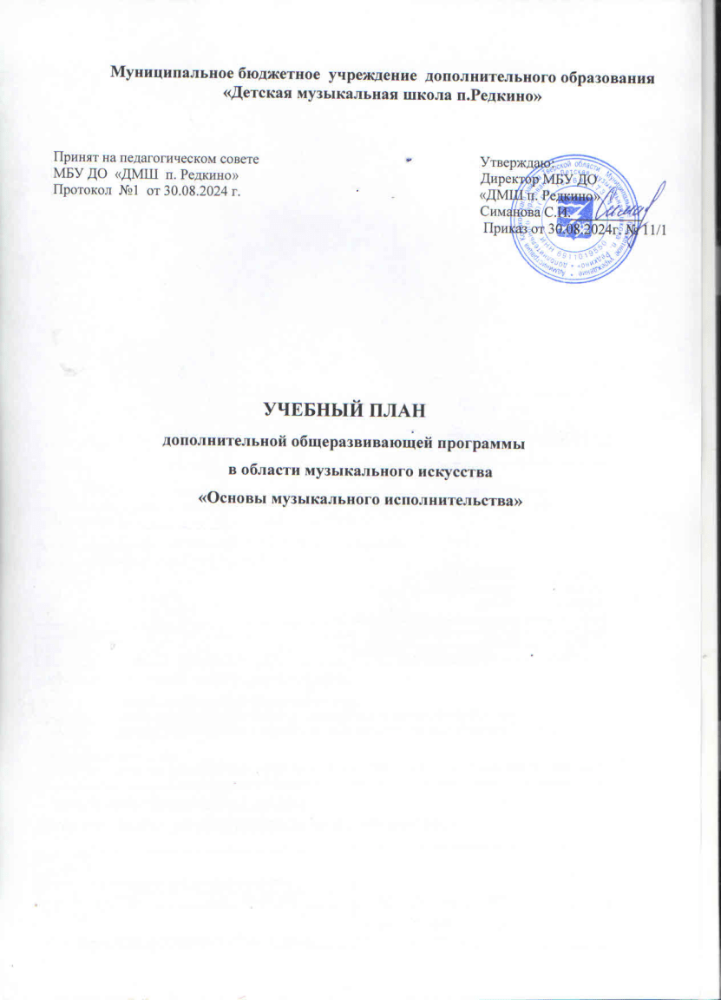 Муниципальное бюджетное учреждение дополнительного образования
«Детская музыкальная школа п.Редкино»
Принят на педагогическом совете
МБУ ДО «ДМШ п. Редкино»
Протокол №1 от 30.08.2024 г.
Утверждаю:
Директор МБУ ДО
«ДМШ п. Редкино»
Симанова С.И.
Приказ от 30.08.2024г. № 11/1
УЧЕБНЫЙ ПЛАН
дополнительной общеразвивающей программы
в области музыкального искусства
«Основы музыкального исполнительства»